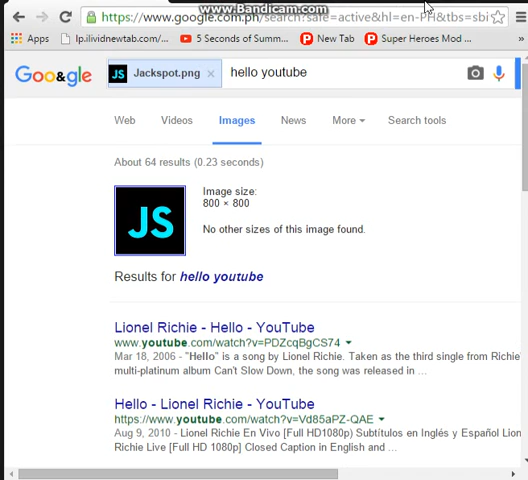 www.Bandicam.com
https://www.google.com.ph/search?safe=active&hl=en-PH&tbs=sbi
Apps lp.ilividnewtab.com/... 5 Seconds of Summ... New Tab Super Heroes Mod ...
Go&gle Jackspot.png × hello youtube
Web Videos Images News More Search tools
About 64 results (0.23 seconds)
JS
Image size:
800 × 800
No other sizes of this image found.
Results for hello youtube
Lionel Richie - Hello - YouTube
www.youtube.com/watch?v=PDZcqBgCS74
Mar 18, 2006 - "Hello" is a song by Lionel Richie. Taken as the third single from Richie'
multi-platinum album Can't Slow Down, the song was released in ...
Hello - Lionel Richie - YouTube
https://www.youtube.com/watch?v=Vd85aPZ-QAE
Aug 9, 2010 - Lionel Richie En Vivo [Full HD1080p) Subtítulos en Inglés y Español Lion
Richie Live [Full HD 1080p] Closed Caption in English and ...